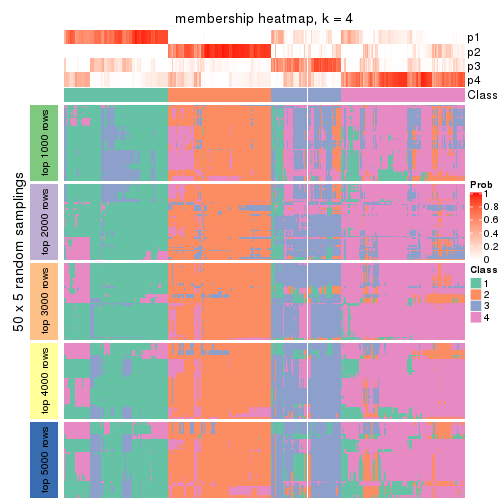 membership heatmap, k = 4
p1
p2
p3
p4
Class
50 x 5 random samplings
top 1000 rows
top 2000 rows
top 3000 rows
top 4000 rows
top 5000 rows
Prob
1
0.8
0.6
0.4
0.2
0
Class
1
2
3
4